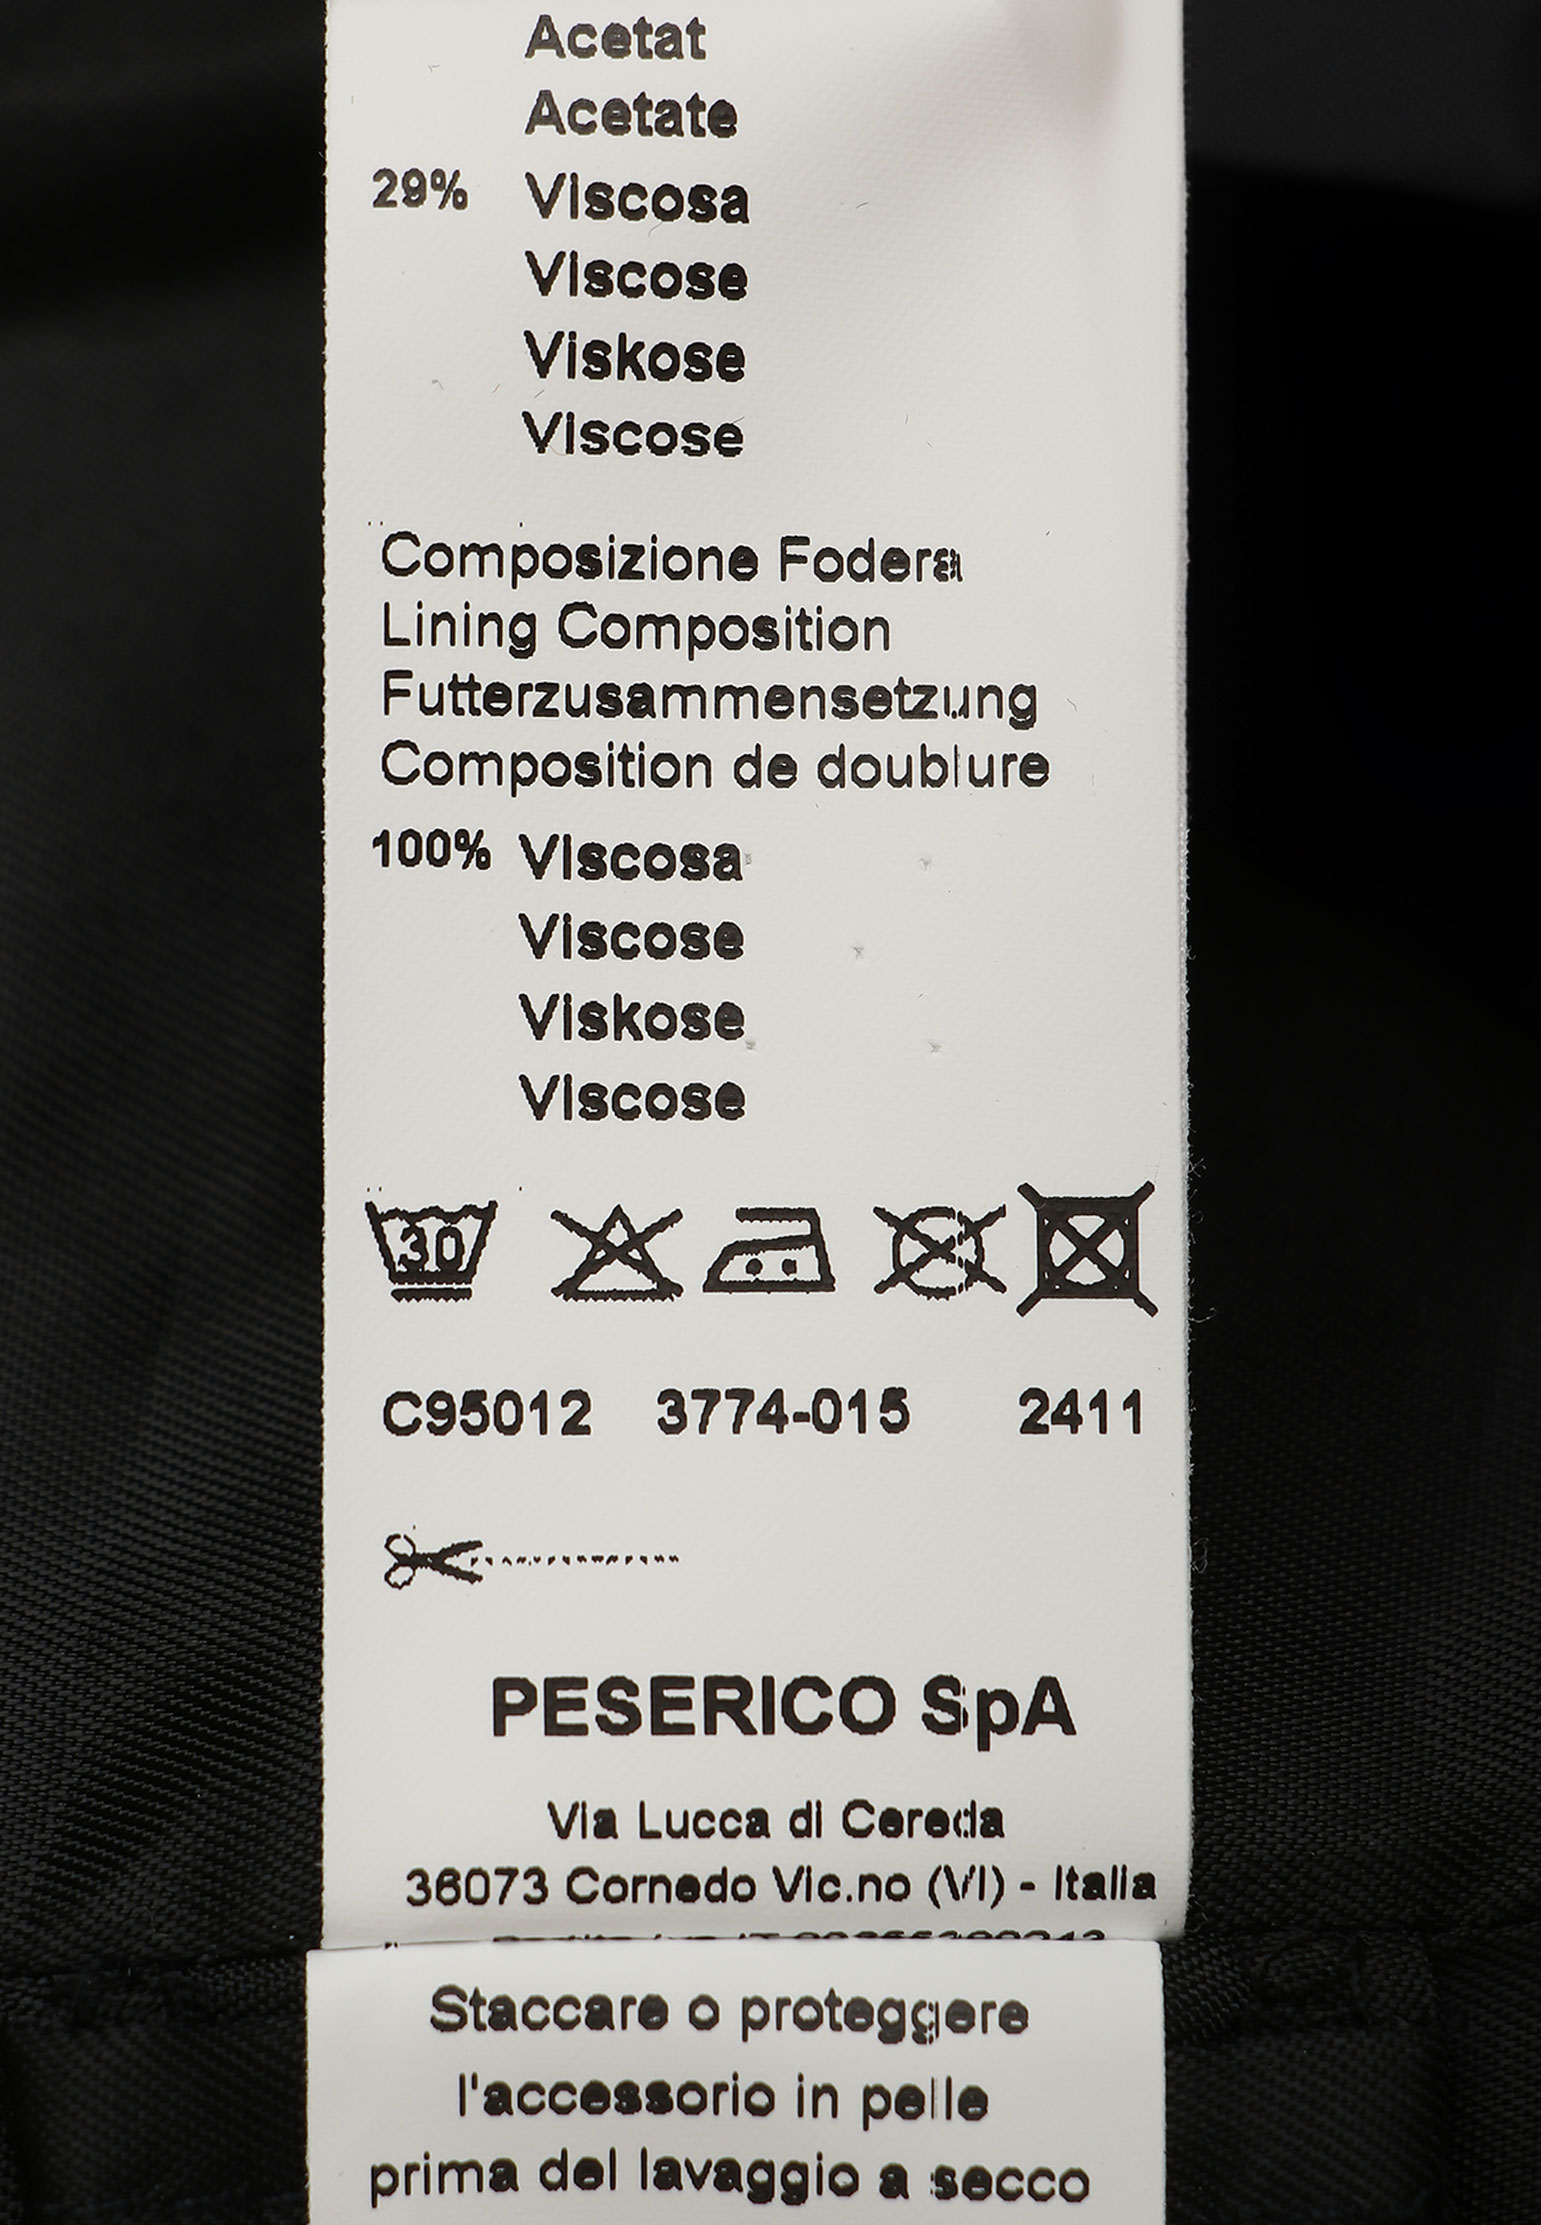 Acetat
Acetate
29% Viscosa
Viscose
Viskose
Viscose
Composizione Fodera
Lining Composition
Futterzusammensetzung
Composition de doublure
100% Viscosa
Viscose
Viskose
Viscose
30
C95012 3774-015 2411
PESERICO SpA
Via Lucca di Cereda
36073 Cornedo Vic.no (VI) - Italia
Staccare o proteggere
l'accessorio in pelle
prima del lavaggio a secco